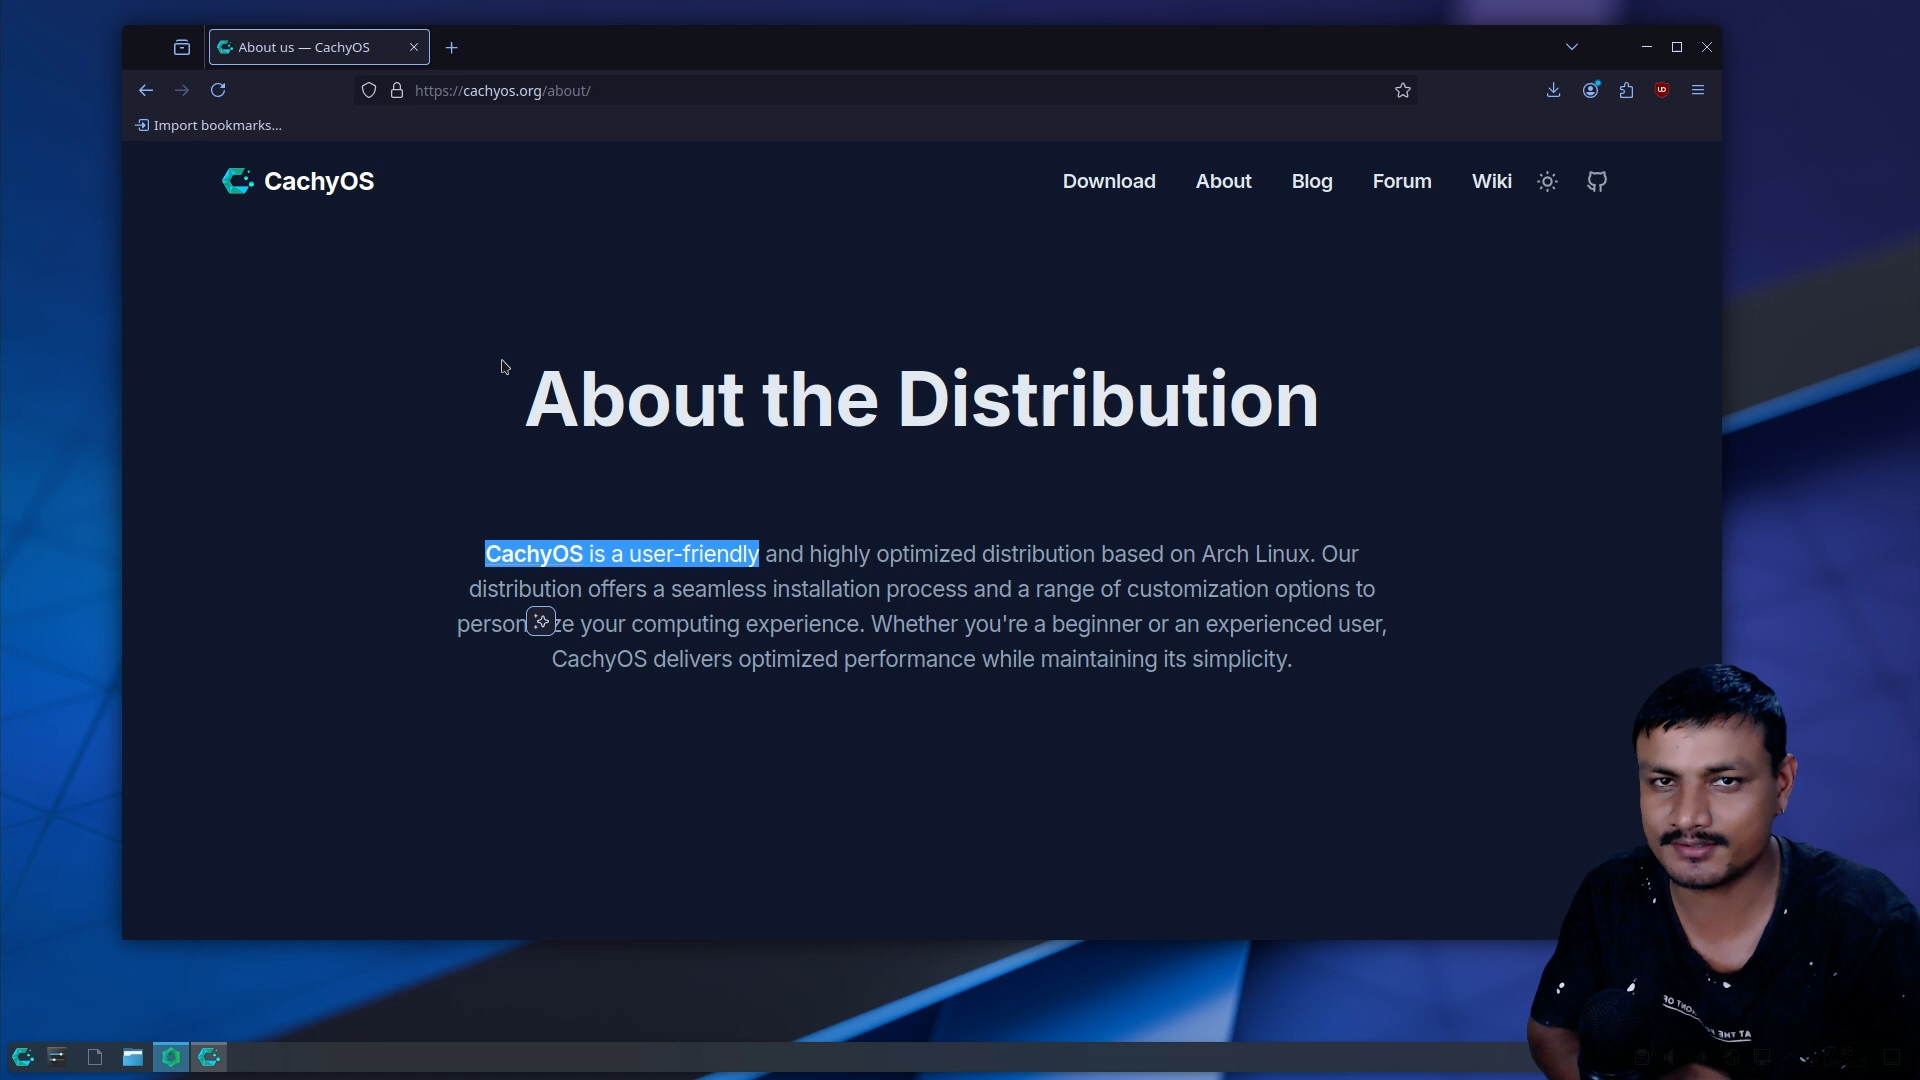 About us — CachyOS
https://cachyos.org/about/
Import bookmarks...
CachyOS
Download
About
Blog
Forum
Wiki
About the Distribution
CachyOS is a user-friendly and highly optimized distribution based on Arch Linux. Our
distribution offers a seamless installation process and a range of customization options to
your computing experience. Whether you're a beginner or an experienced user,
CachyOS delivers optimized performance while maintaining its simplicity.